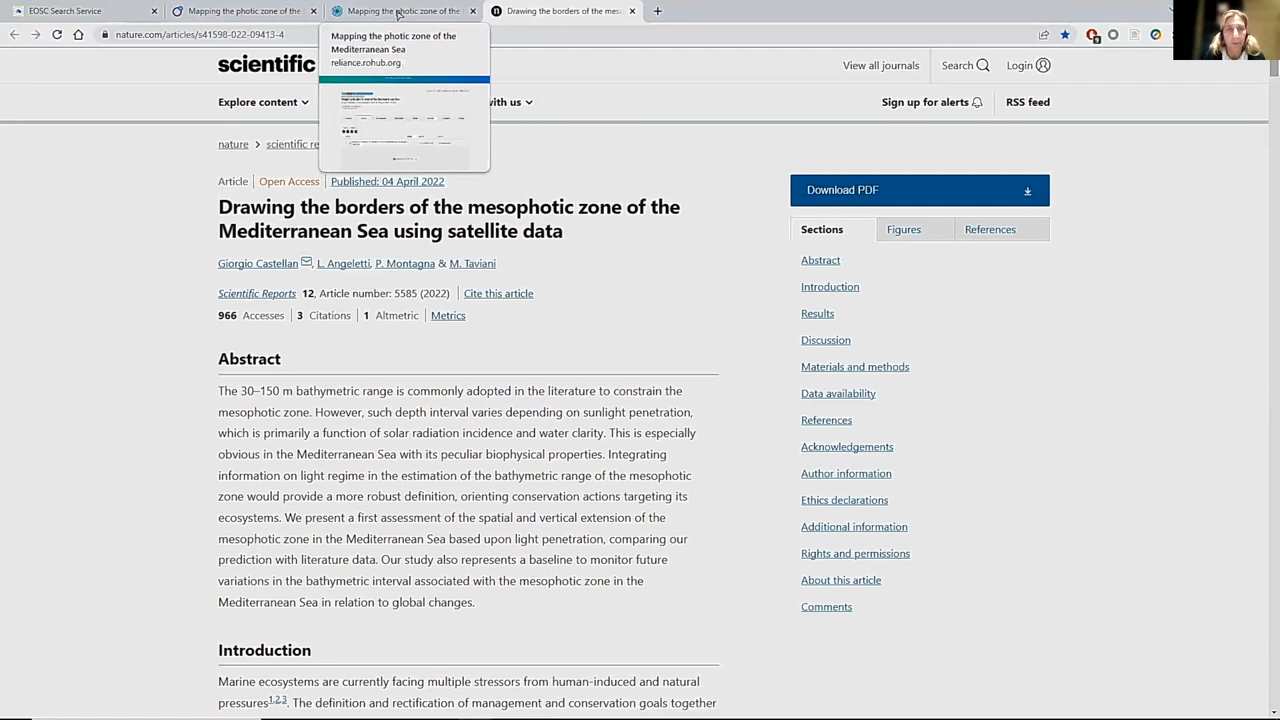 EOSC Search Service
Mapping the photic zone of the
Mapping the photic zone of the
Drawing the borders of the meso
nature.com/articles/s41598-022-09413-4
Mapping the photic zone of the
Mediterranean Sea
reliance.rohub.org
scientific
View all journals
Search
Login
Explore content
with us
Sign up for alerts
RSS feed
nature > scientific re
Article | Open Access | Published: 04 April 2022
Drawing the borders of the mesophotic zone of the
Mediterranean Sea using satellite data
Giorgio Castellan, L. Angeletti, P. Montagna & M. Taviani
Scientific Reports 12, Article number: 5585 (2022) | Cite this article
966 Accesses | 3 Citations | 1 Altmetric | Metrics
Abstract
The 30–150 m bathymetric range is commonly adopted in the literature to constrain the
mesophotic zone. However, such depth interval varies depending on sunlight penetration,
which is primarily a function of solar radiation incidence and water clarity. This is especially
obvious in the Mediterranean Sea with its peculiar biophysical properties. Integrating
information on light regime in the estimation of the bathymetric range of the mesophotic
zone would provide a more robust definition, orienting conservation actions targeting its
ecosystems. We present a first assessment of the spatial and vertical extension of the
mesophotic zone in the Mediterranean Sea based upon light penetration, comparing our
prediction with literature data. Our study also represents a baseline to monitor future
variations in the bathymetric interval associated with the mesophotic zone in the
Mediterranean Sea in relation to global changes.
Introduction
Marine ecosystems are currently facing multiple stressors from human-induced and natural
pressures1,2,3. The definition and rectification of management and conservation goals together
Download PDF
Sections
Figures
References
Abstract
Introduction
Results
Discussion
Materials and methods
Data availability
References
Acknowledgements
Author information
Ethics declarations
Additional information
Rights and permissions
About this article
Comments